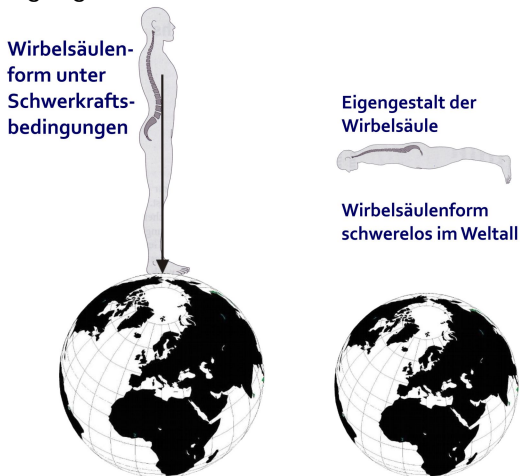 Wirbelsäulen-
form unter
Schwerkrafts-
bedingungen
Eigengestalt der
Wirbelsäule
Wirbelsäulenform
schwerelos im Weltall